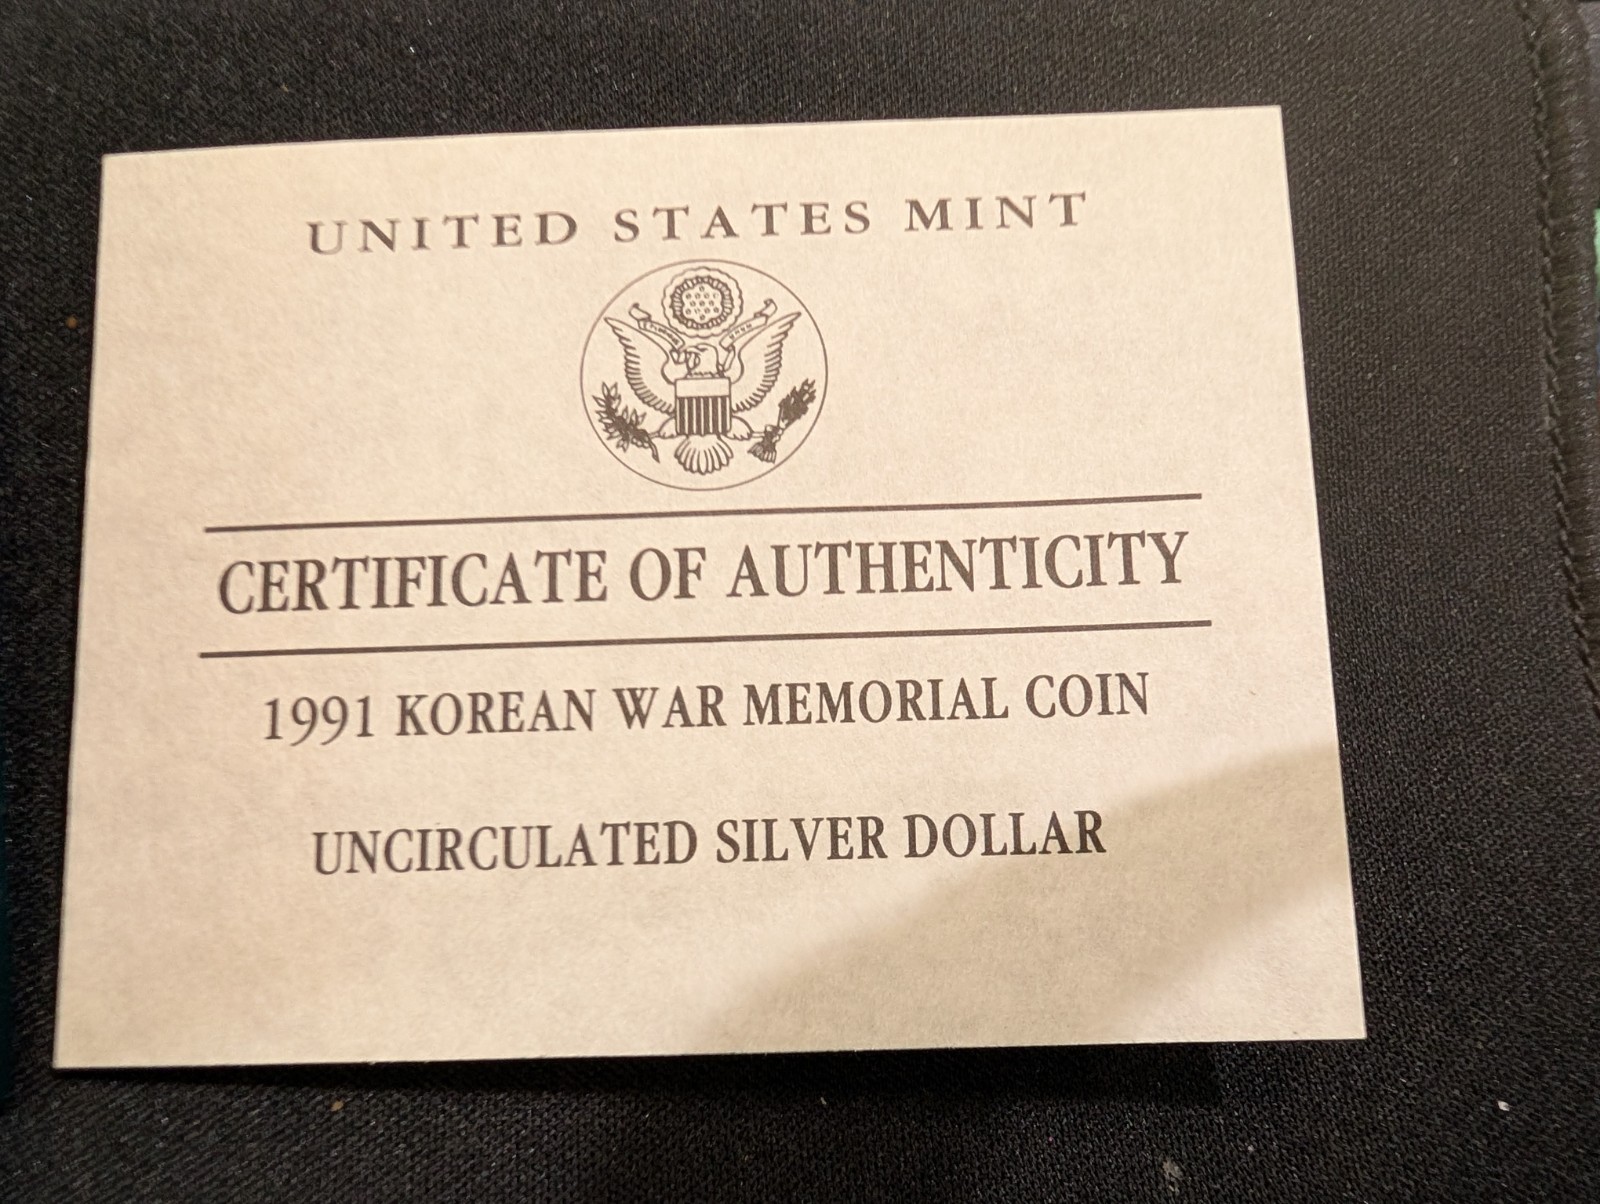 UNITED STATES MINT
CERTIFICATE OF AUTHENTICITY
1991 KOREAN WAR MEMORIAL COIN
UNCIRCULATED SILVER DOLLAR